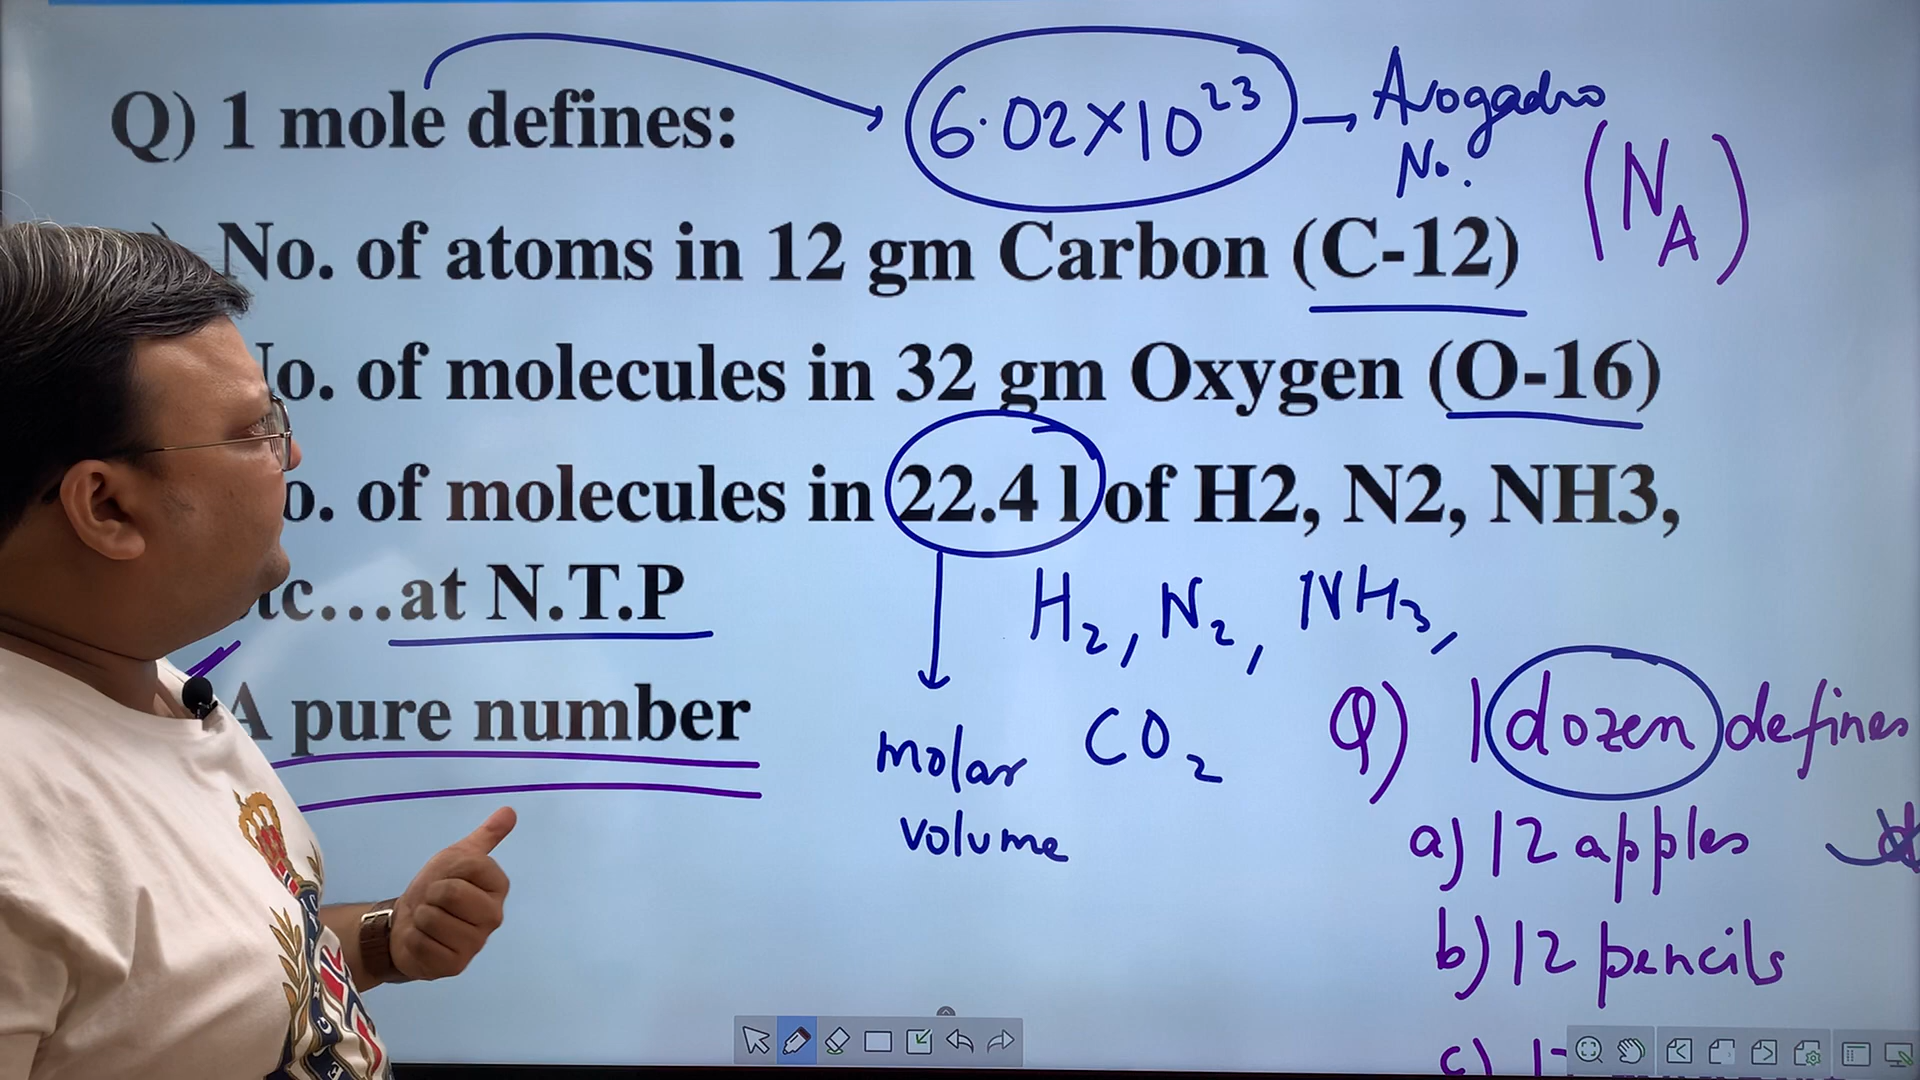 Q) 1 mole defines:
6.02×10²³ → Avogadro No. (N_A)
No. of atoms in 12 gm Carbon (C-12)
No. of molecules in 32 gm Oxygen (O-16)
o. of molecules in 22.4 l of H2, N2, NH3,
tc...at N.T.P
H₂, N₂, NH₃,
CO₂
A pure number
molar
volume
Q) 1 dozen defines
a) 12 apples
b) 12 pencils
c) 1